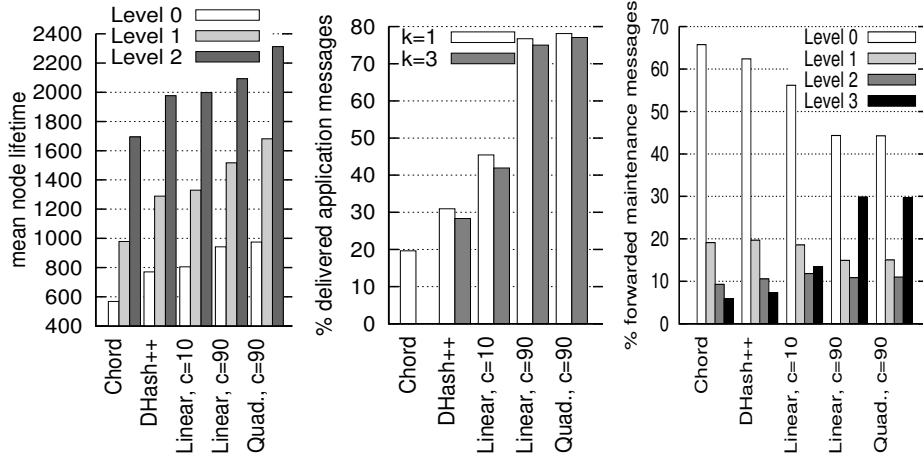 Level 0
Level 1
Level 2
2400
2200
2000
1800
1600
1400
1200
1000
800
600
400
mean node lifetime
Chord
DHash++
Linear, c=10
Linear, c=90
Quad., c=90
k=1
k=3
80
70
60
50
40
30
20
10
0
% delivered application messages
Chord
DHash++
Linear, c=10
Linear, c=90
Quad., c=90
Level 0
Level 1
Level 2
Level 3
70
60
50
40
30
20
10
0
% forwarded maintenance messages
Chord
DHash++
Linear, c=10
Linear, c=90
Quad., c=90